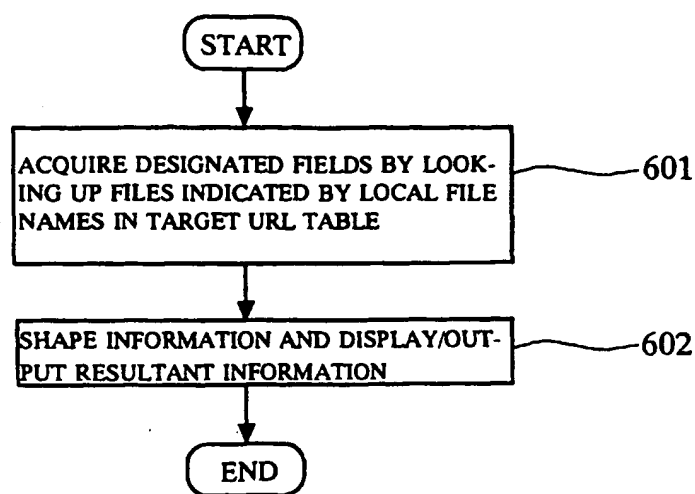 START
ACQUIRE DESIGNATED FIELDS BY LOOK-
ING UP FILES INDICATED BY LOCAL FILE
NAMES IN TARGET URL TABLE
601
SHAPE INFORMATION AND DISPLAY/OUT-
PUT RESULTANT INFORMATION
602
END